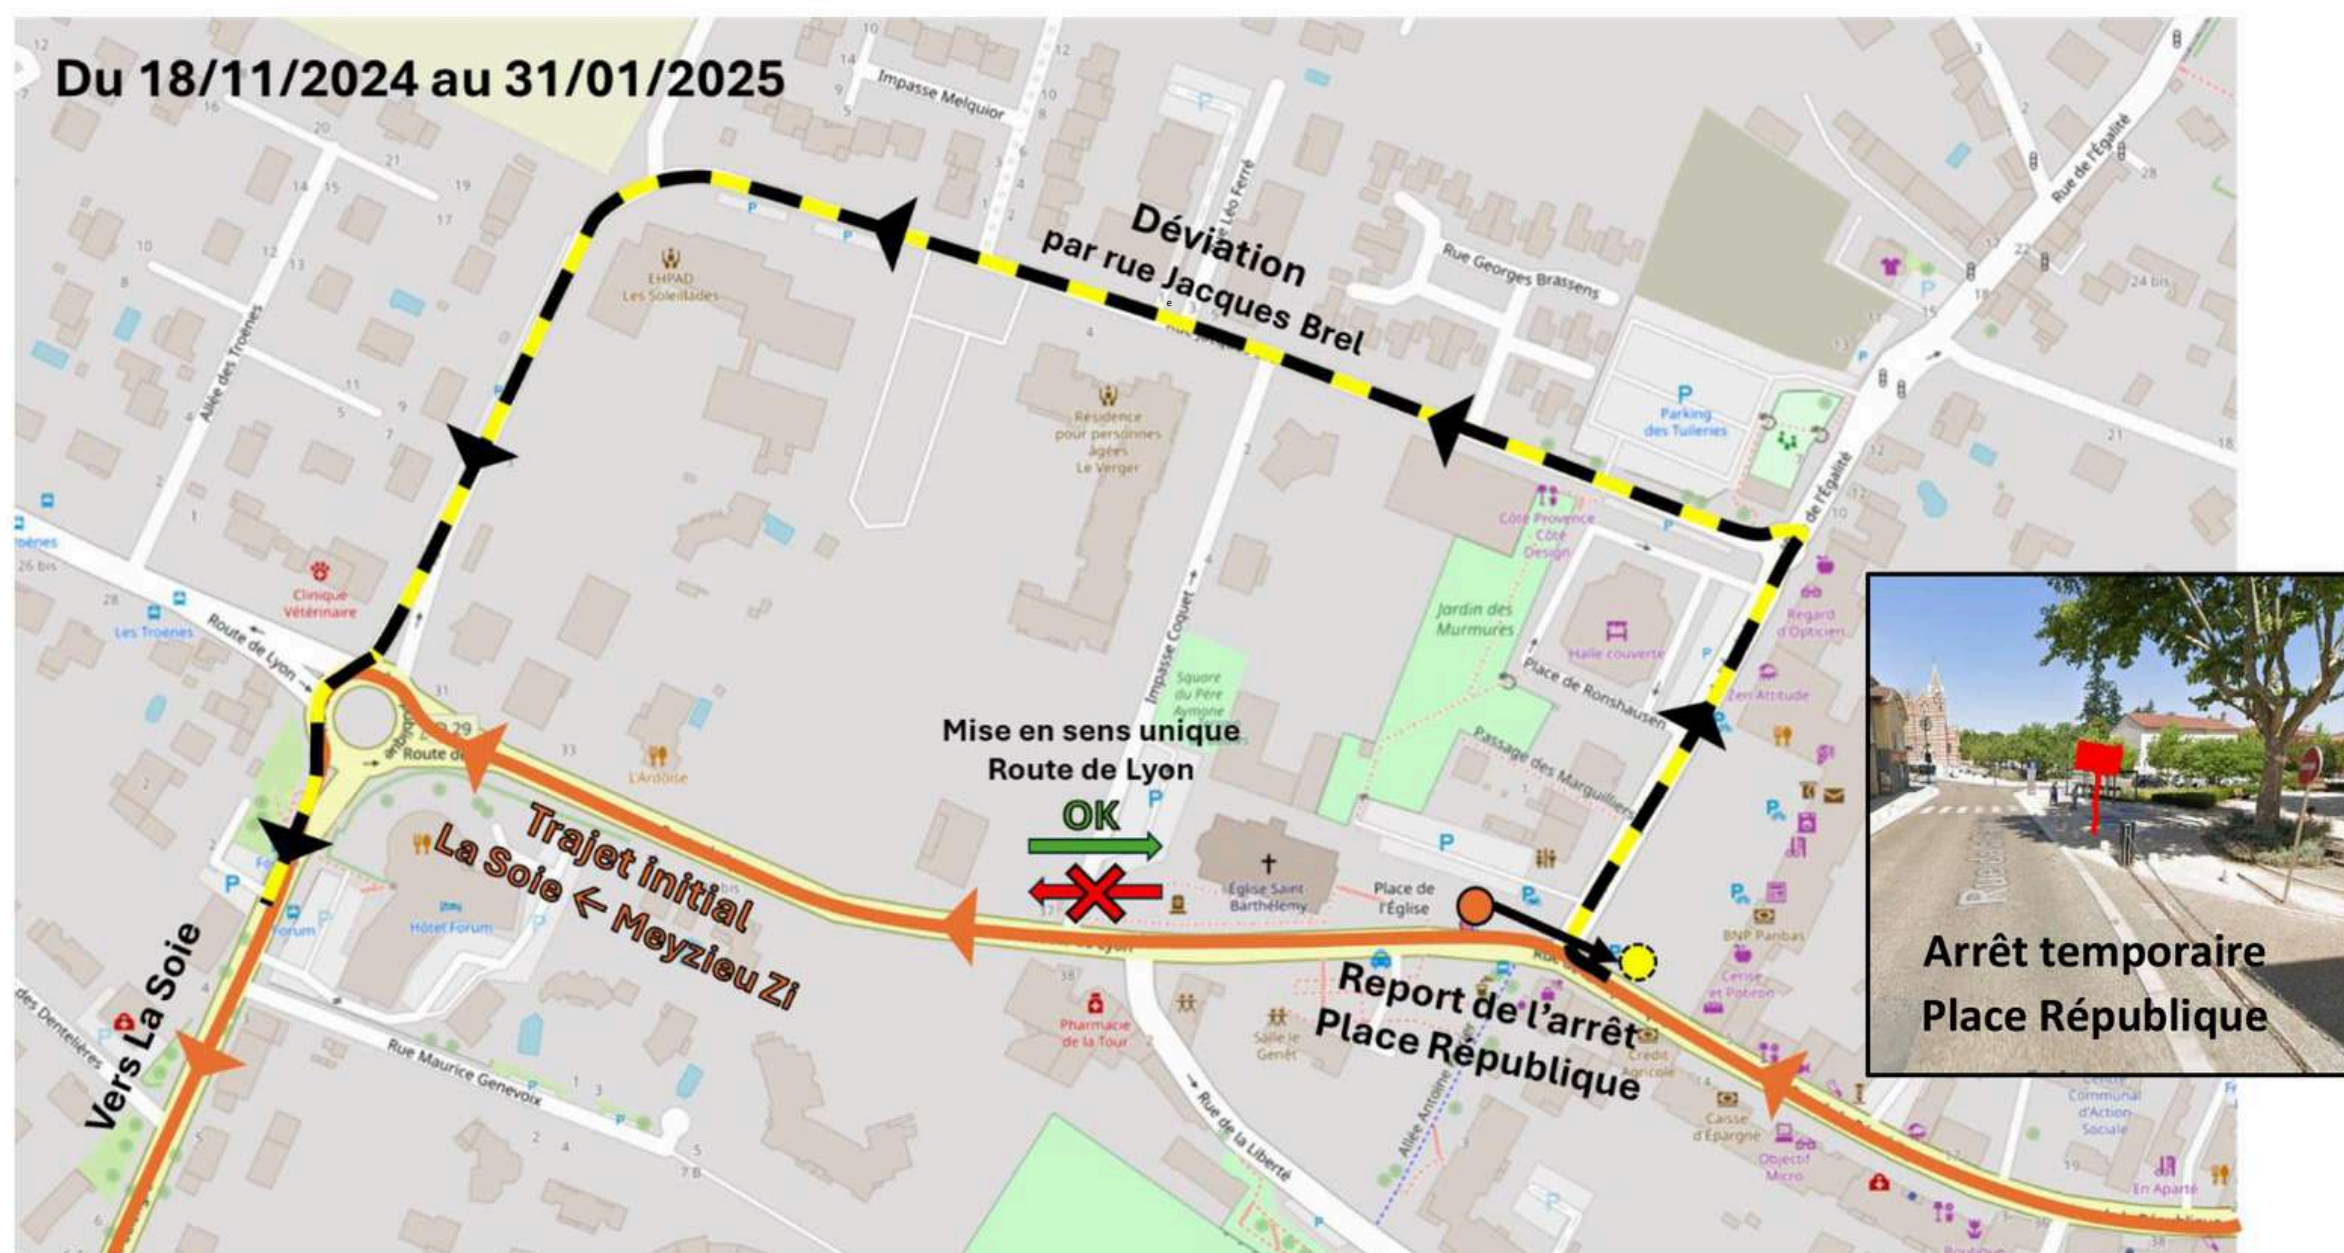 Du 18/11/2024 au 31/01/2025
Impasse Melquior
Rue de l'Égalité
Déviation
par rue Jacques Brel
Rue Georges Brassens
EHPAD
Les Soleillades
Allée des Troènes
Résidence
pour personnes
âgées
Le Verger
Parking
des Tuileries
de l'Égalité
Côté Provence
Côté
Design
Clinique
Vétérinaire
Les Troènes
Route de Lyon
Jardin des
Murmures
Halle couverte
Regard
d'Opticien
Zen Attitude
Place de Ronshausen
Passage des Marguilliers
Impasse Coquet
Square
du Père
Aymone
L'Ardoise
Mise en sens unique
Route de Lyon
OK
Trajet initial
La Soie ← Meyzieu Zi
Hôtel Forum
Forum
Église Saint
Barthélemy
Place de
l'Église
BNP Paribas
Cerise
et Potiron
Report de l'arrêt
Place République
Arrêt temporaire
Place République
Vers La Soie
des Dentelières
Rue Maurice Genevoix
Pharmacie
de la Tour
Salle le
Genêt
Rue de la Liberté
Allée Antoine
Crédit
Agricole
Caisse
d'Épargne
Objectif
Micro
Centre
Communal
d'Action
Sociale
En Aparté